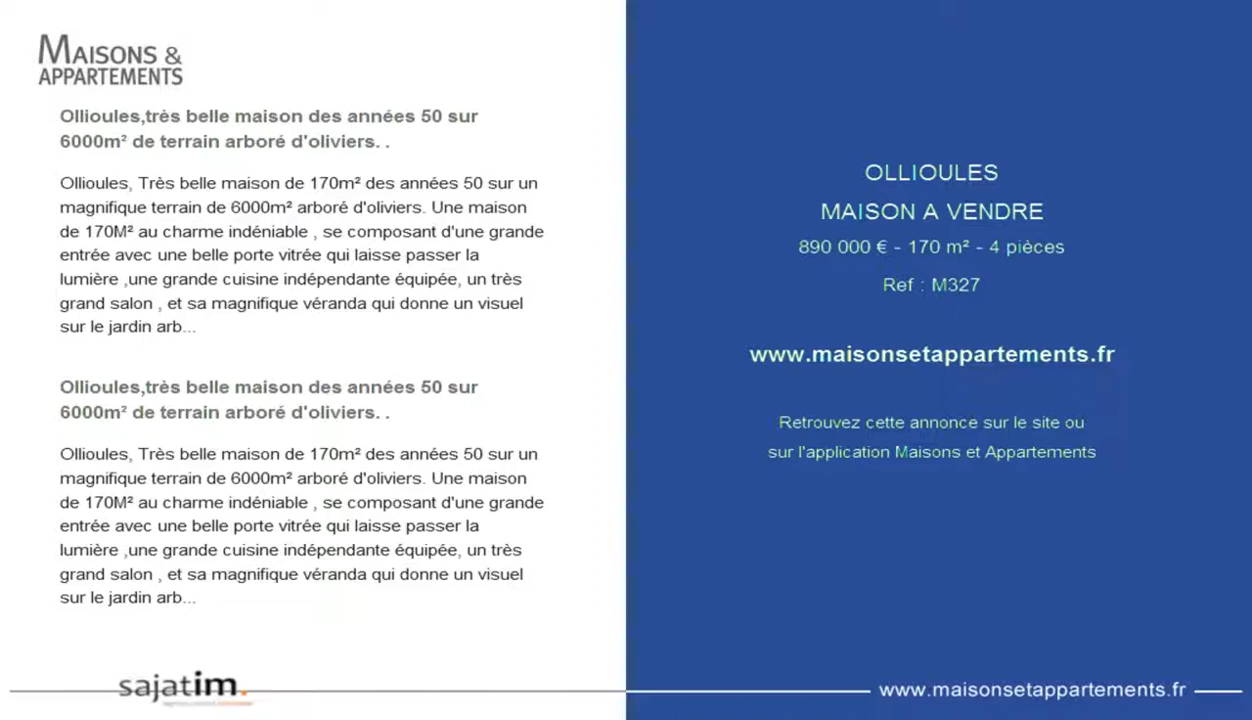 MAISONS &
APPARTEMENTS
Ollioules,très belle maison des années 50 sur
6000m² de terrain arboré d'oliviers. .
Ollioules, Très belle maison de 170m² des années 50 sur un
magnifique terrain de 6000m² arboré d'oliviers. Une maison
de 170M² au charme indéniable , se composant d'une grande
entrée avec une belle porte vitrée qui laisse passer la
lumière ,une grande cuisine indépendante équipée, un très
grand salon , et sa magnifique véranda qui donne un visuel
sur le jardin arb...
Ollioules,très belle maison des années 50 sur
6000m² de terrain arboré d'oliviers. .
Ollioules, Très belle maison de 170m² des années 50 sur un
magnifique terrain de 6000m² arboré d'oliviers. Une maison
de 170M² au charme indéniable , se composant d'une grande
entrée avec une belle porte vitrée qui laisse passer la
lumière ,une grande cuisine indépendante équipée, un très
grand salon , et sa magnifique véranda qui donne un visuel
sur le jardin arb...
sajatim.
OLLIOULES
MAISON A VENDRE
890 000 € - 170 m² - 4 pièces
Ref : M327
www.maisonsetappartements.fr
Retrouvez cette annonce sur le site ou
sur l'application Maisons et Appartements
www.maisonsetappartements.fr